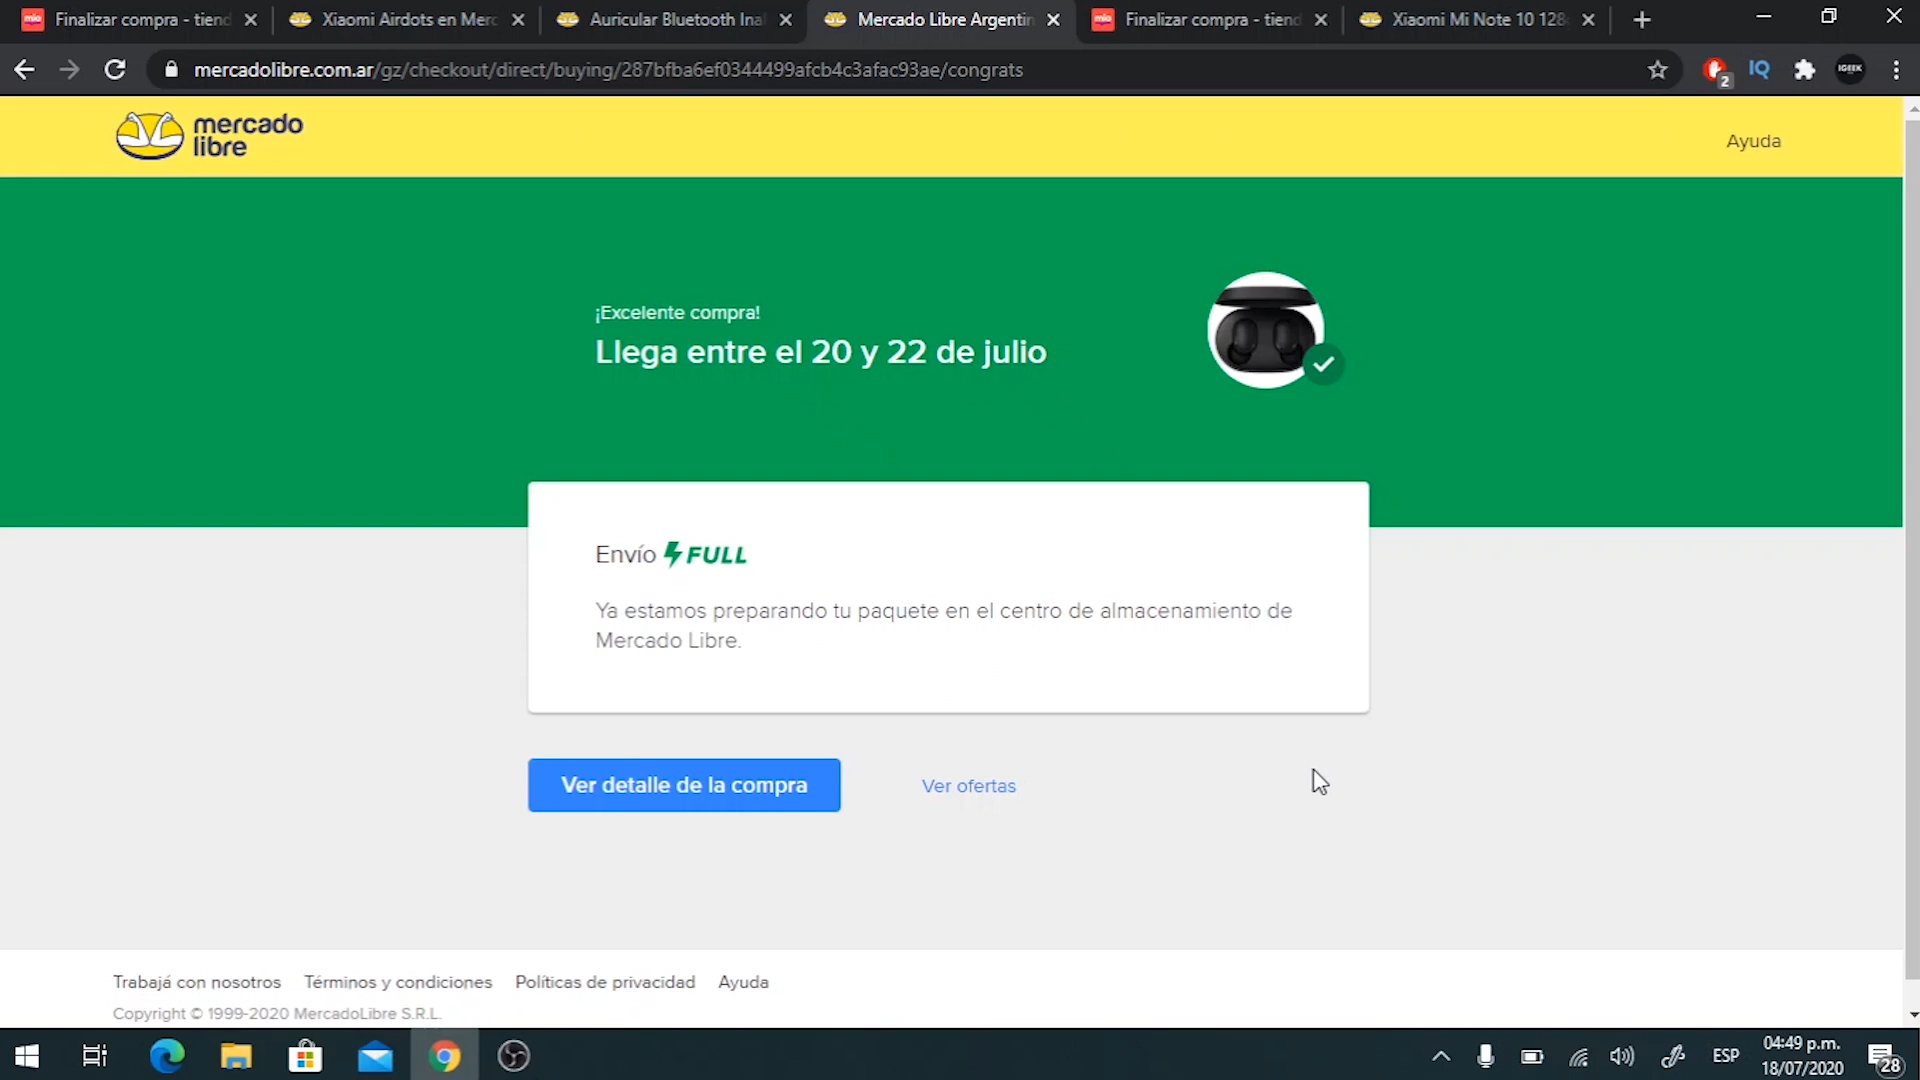 Finalizar compra - tiend
Xiaomi Airdots en Merc
Auricular Bluetooth Inal
Mercado Libre Argentin
Finalizar compra - tiend
Xiaomi Mi Note 10 128
mercadolibre.com.ar/gz/checkout/direct/buying/287bfba6ef0344499afcb4c3afac93ae/congrats
2
IQ
IGEEK
mercado
libre
Ayuda
¡Excelente compra!
Llega entre el 20 y 22 de julio
Envío FULL
Ya estamos preparando tu paquete en el centro de almacenamiento de
Mercado Libre.
Ver detalle de la compra
Ver ofertas
Trabajá con nosotros Términos y condiciones Políticas de privacidad Ayuda
Copyright © 1999-2020 MercadoLibre S.R.L.
ESP
04:49 p.m.
18/07/2020
28